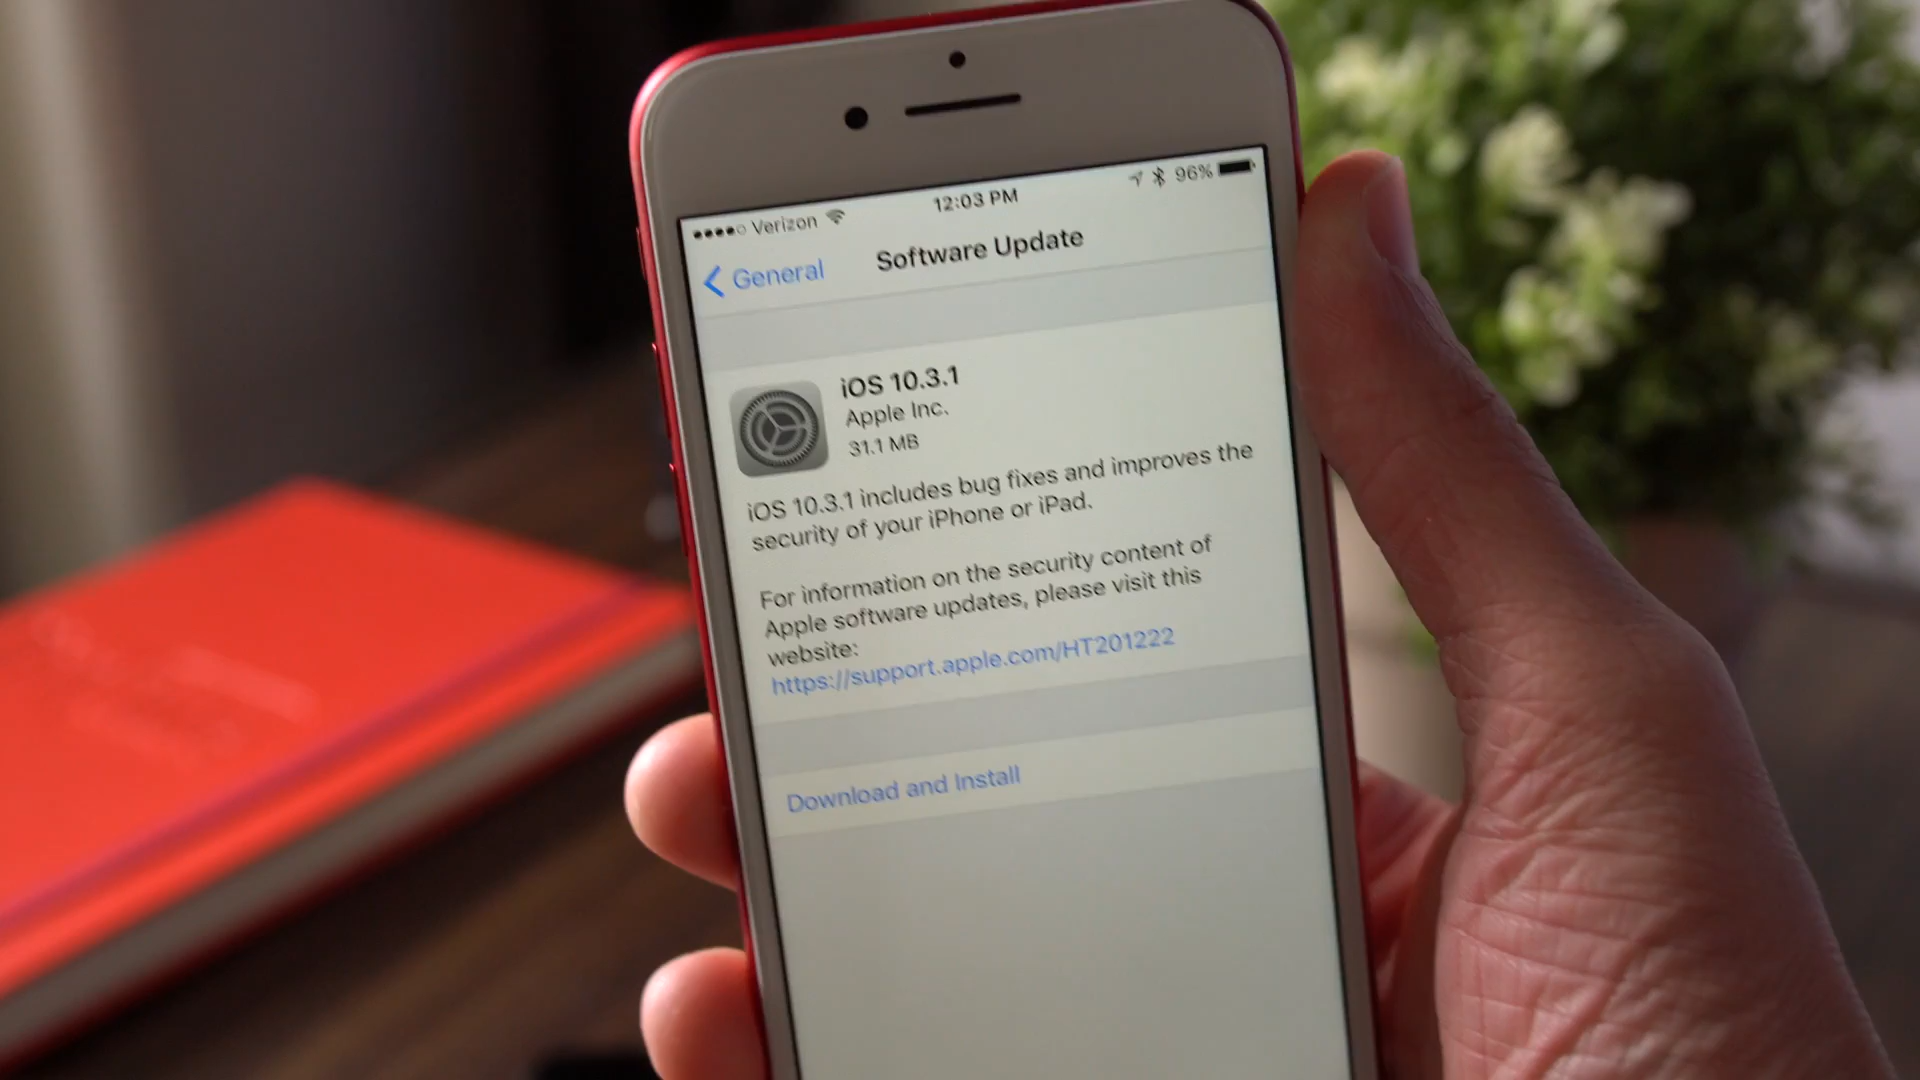 Verizon 12:03 PM 96%
General Software Update
iOS 10.3.1
Apple Inc.
31.1 MB
iOS 10.3.1 includes bug fixes and improves the
security of your iPhone or iPad.
For information on the security content of
Apple software updates, please visit this
website:
https://support.apple.com/HT201222
Download and Install